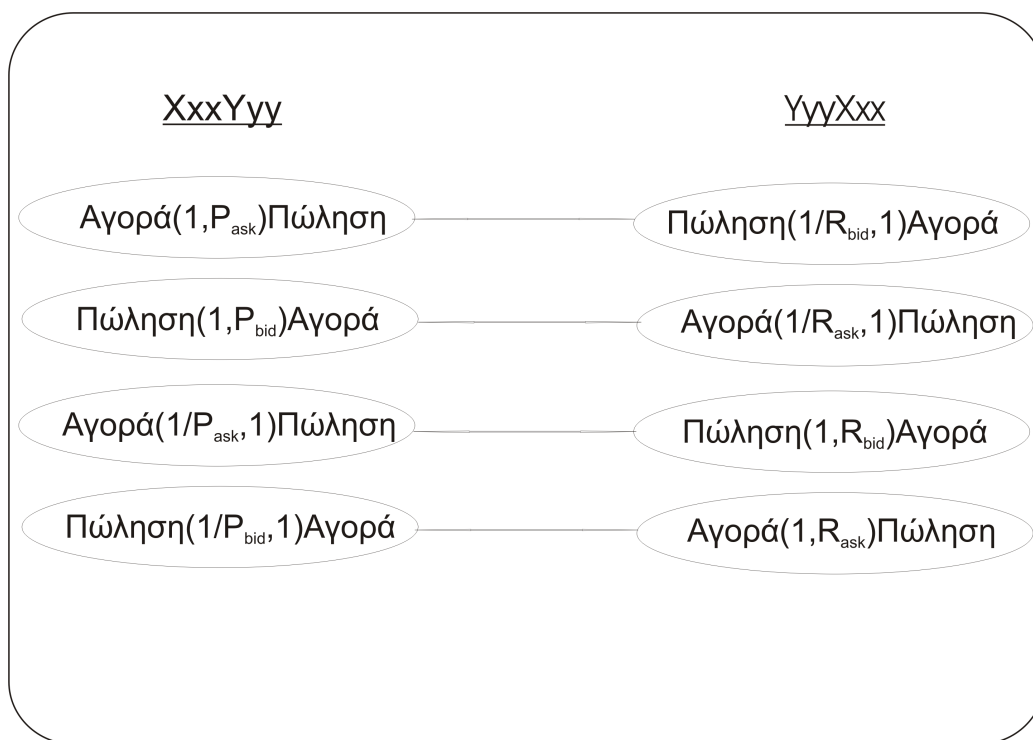 XxxYyy YyyXxx
Αγορά(1,P_ask)Πώληση Πώληση(1/R_bid,1)Αγορά
Πώληση(1,P_bid)Αγορά Αγορά(1/R_ask,1)Πώληση
Αγορά(1/P_ask,1)Πώληση Πώληση(1,R_bid)Αγορά
Πώληση(1/P_bid,1)Αγορά Αγορά(1,R_ask)Πώληση